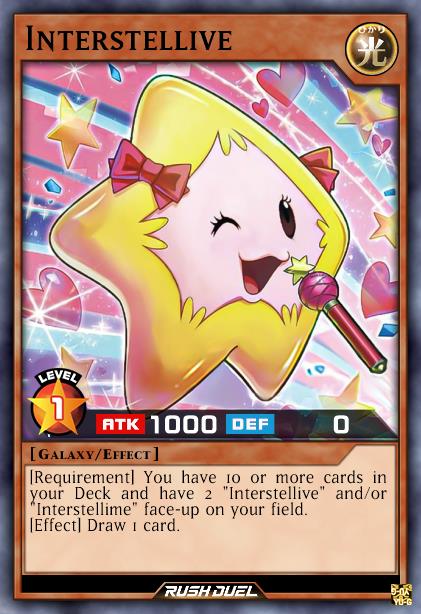 INTERSTELLIVE
ひかり
光
LEVEL
1
ATK 1000 DEF 0
[GALAXY/EFFECT]
[Requirement] You have 10 or more cards in
your Deck and have 2 "Interstellive" and/or
"Interstellime" face-up on your field.
[Effect] Draw 1 card.
RUSH DUEL